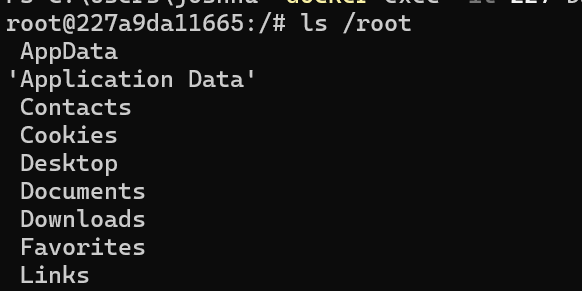 root@227a9da11665:/# ls /root
AppData
'Application Data'
Contacts
Cookies
Desktop
Documents
Downloads
Favorites
Links